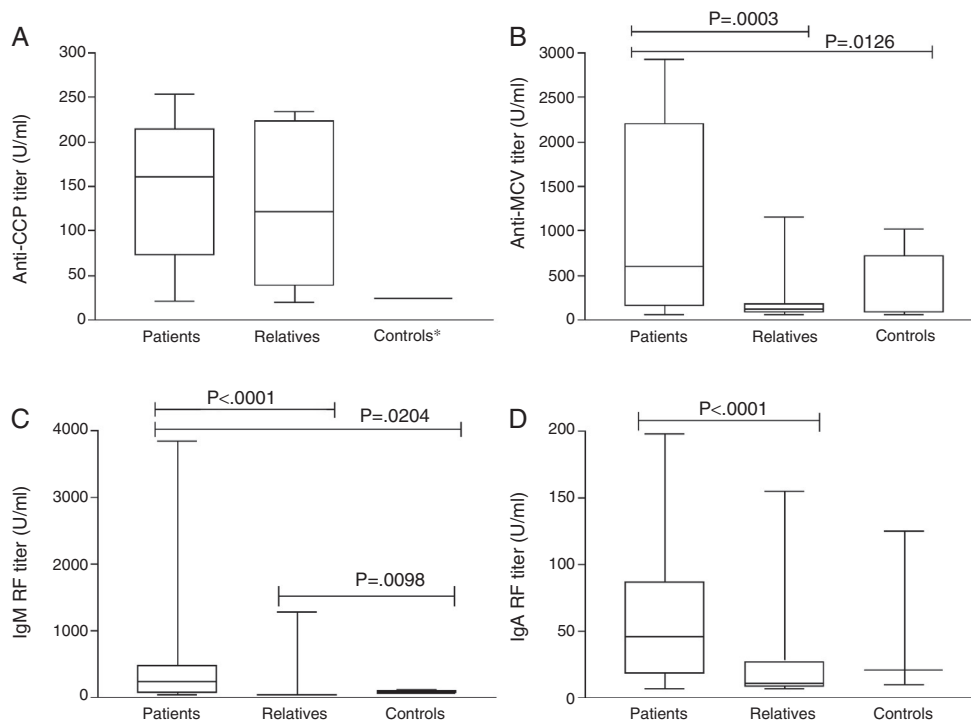 A
300
250
200
150
100
50
0
Anti-CCP titer (U/ml)
Patients
Relatives
Controls*
B
P=.0003
P=.0126
3000
2500
2000
1500
1000
500
0
Anti-MCV titer (U/ml)
Patients
Relatives
Controls
C
P<.0001
P=.0204
4000
3000
2000
1000
0
P=.0098
IgM RF titer (U/ml)
Patients
Relatives
Controls
D
P<.0001
200
150
100
50
0
IgA RF titer (U/ml)
Patients
Relatives
Controls